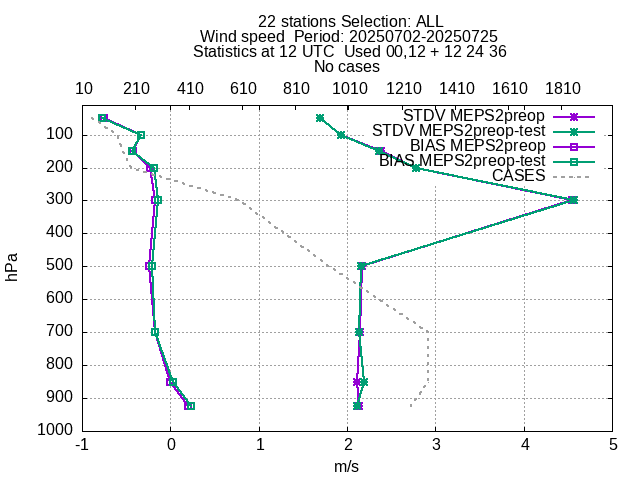 22 stations Selection: ALL
Wind speed  Period: 20250702-20250725
Statistics at 12 UTC  Used 00,12 + 12 24 36
No cases
10 210 410 610 810 1010 1210 1410 1610 1810
STDV MEPS2preop
STDV MEPS2preop-test
BIAS MEPS2preop
BIAS MEPS2preop-test
CASES
hPa
100
200
300
400
500
600
700
800
900
1000
-1 0 1 2 3 4 5
m/s